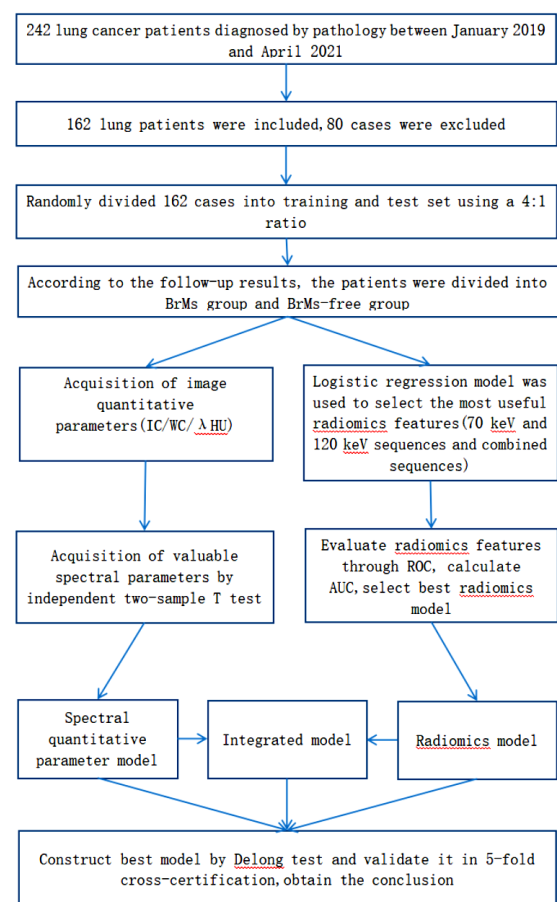 242 lung cancer patients diagnosed by pathology between January 2019
and April 2021
162 lung patients were included,80 cases were excluded
Randomly divided 162 cases into training and test set using a 4:1
ratio
According to the follow-up results, the patients were divided into
BrMs group and BrMs-free group
Acquisition of image
quantitative
parameters(IC/WC/λHU)
Logistic regression model was
used to select the most useful
radiomics features(70 keV and
120 keV sequences and combined
sequences)
Acquisition of valuable
spectral parameters by
independent two-sample T test
Evaluate radiomics features
through ROC, calculate
AUC,select best radiomics
model
Spectral
quantitative
parameter model
Integrated model
Radiomics model
Construct best model by Delong test and validate it in 5-fold
cross-certification,obtain the conclusion